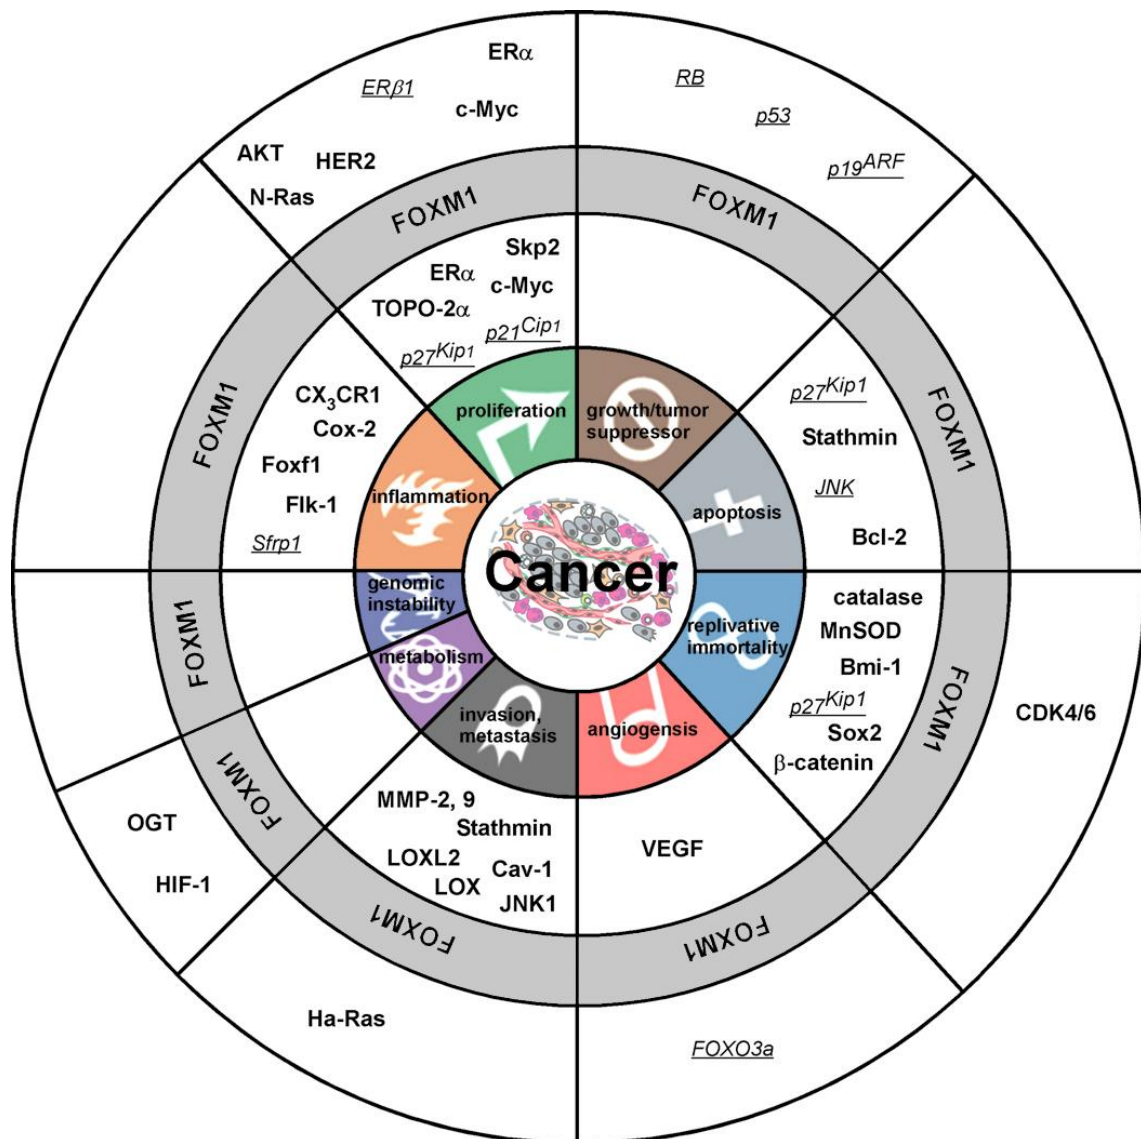 ERα
ERβ1
c-Myc
AKT
HER2
N-Ras
RB
p53
p19ARF
FOXM1
FOXM1
Skp2
ERα
c-Myc
TOPO-2α
p21Cip1
p27Kip1
FOXM1
FOXM1
CX3CR1
Cox-2
Foxf1
Flk-1
Sfrp1
p27Kip1
Stathmin
JNK
Bcl-2
proliferation
growth/tumor
suppressor
inflammation
apoptosis
Cancer
genomic
instability
metabolism
replivative
immortality
invasion,
metastasis
angiogensis
catalase
MnSOD
Bmi-1
p27Kip1
Sox2
β-catenin
FOXM1
FOXM1
CDK4/6
FOXM1
OGT
HIF-1
MMP-2, 9
Stathmin
LOXL2
Cav-1
LOX
JNK1
VEGF
FOXM1
FOXM1
Ha-Ras
FOXO3a